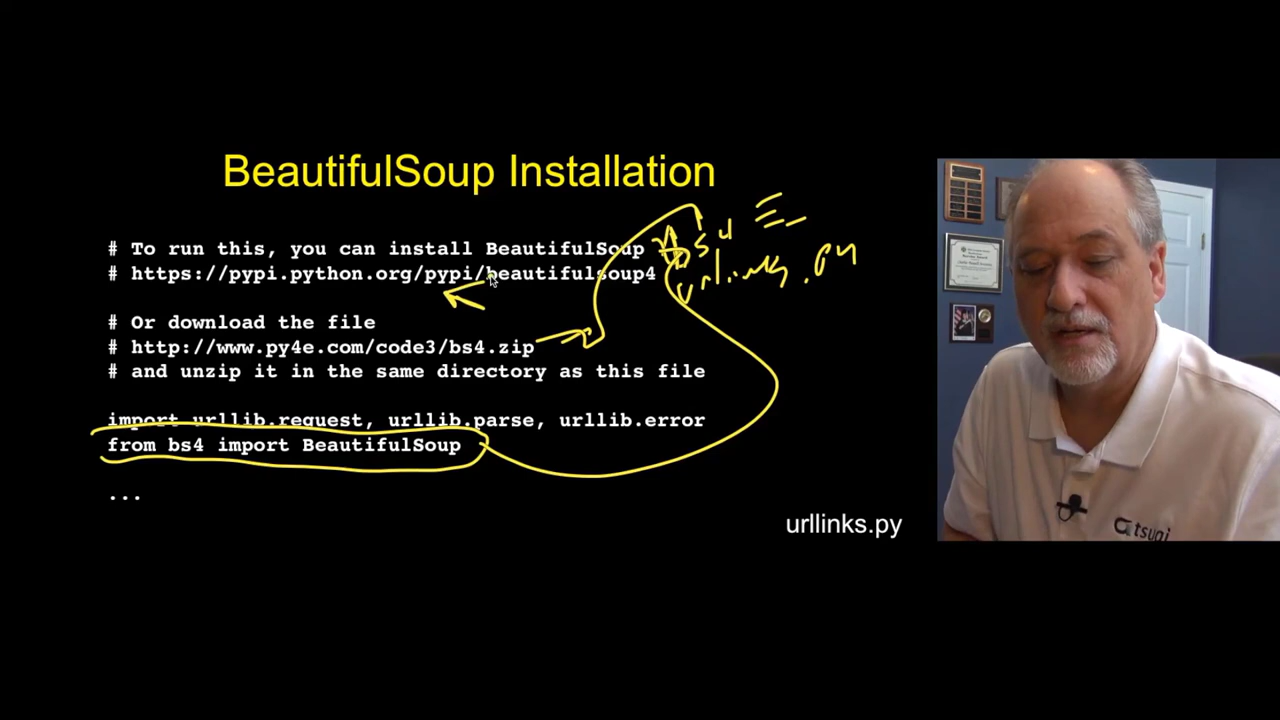 BeautifulSoup Installation
# To run this, you can install BeautifulSoup
# https://pypi.python.org/pypi/beautifulsoup4
bs4
urllinks.py
# Or download the file
# http://www.py4e.com/code3/bs4.zip
# and unzip it in the same directory as this file
import urllib.request, urllib.parse, urllib.error
from bs4 import BeautifulSoup
...
urllinks.py
tsugi